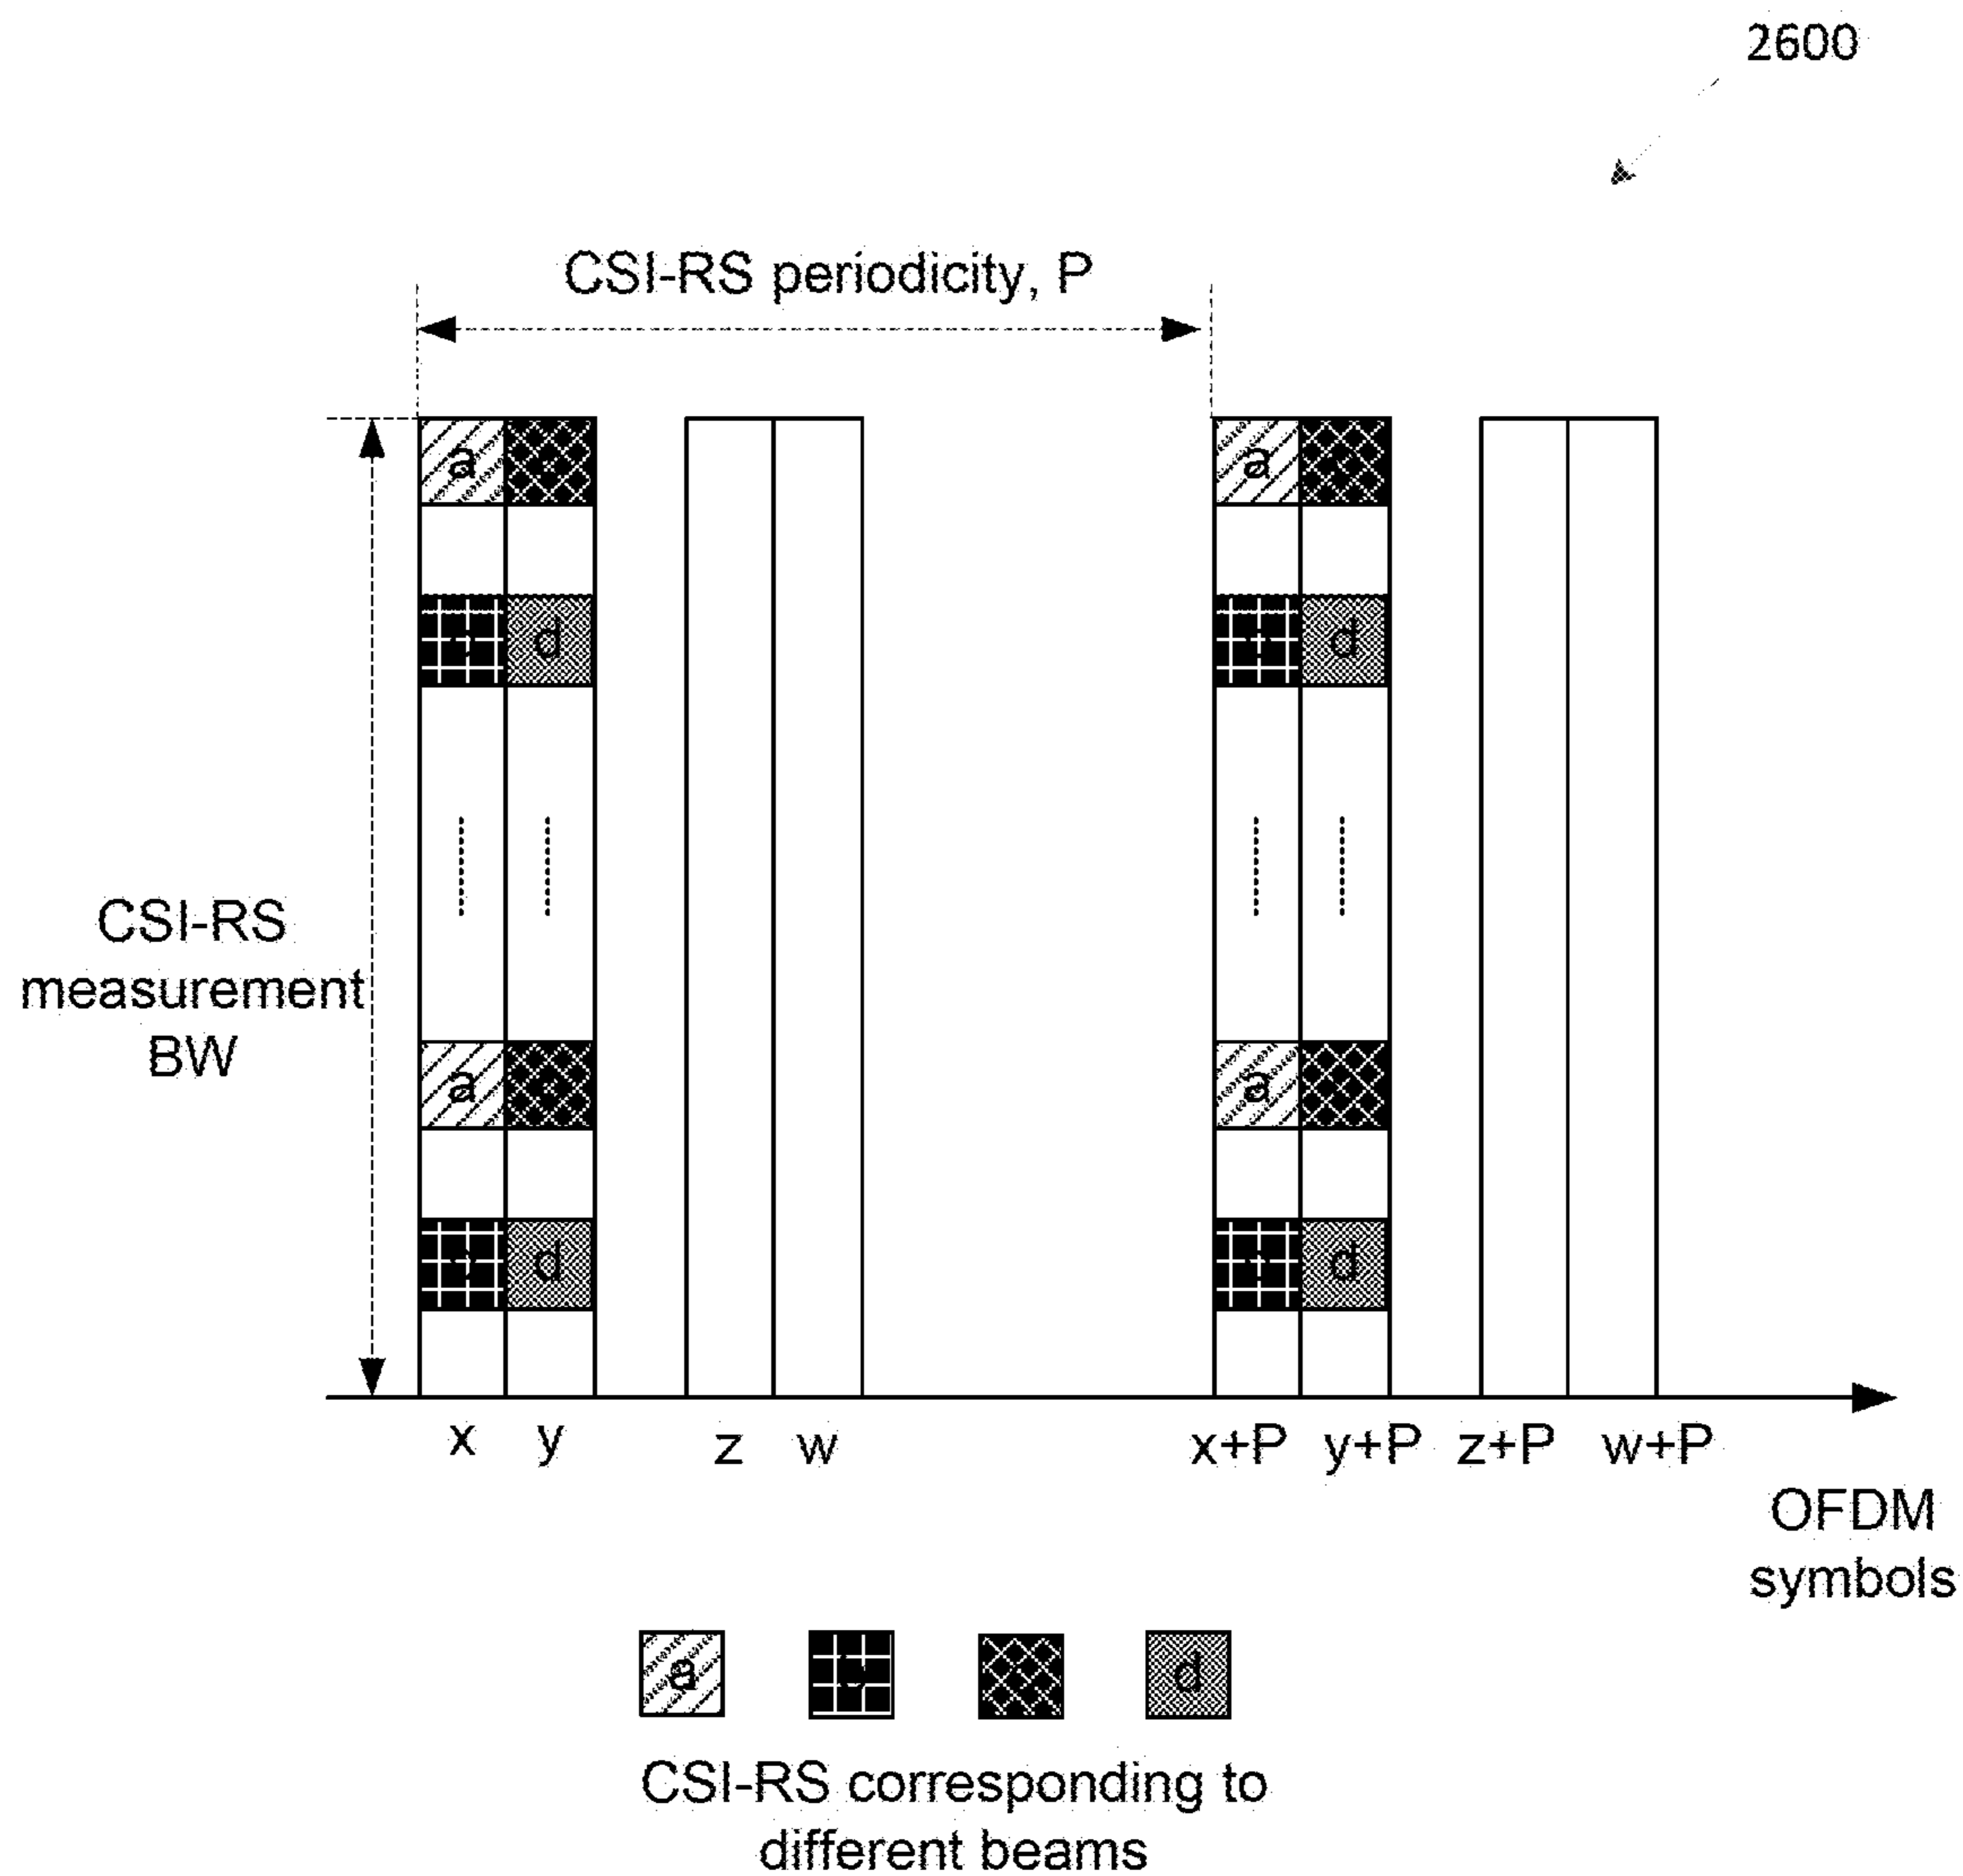 2600
CSI-RS periodicity, P
a
a
d
d
CSI-RS
measurement
BW
a
a
d
d
x y z w x+P y+P z+P w+P
OFDM
symbols
a d
CSI-RS corresponding to
different beams